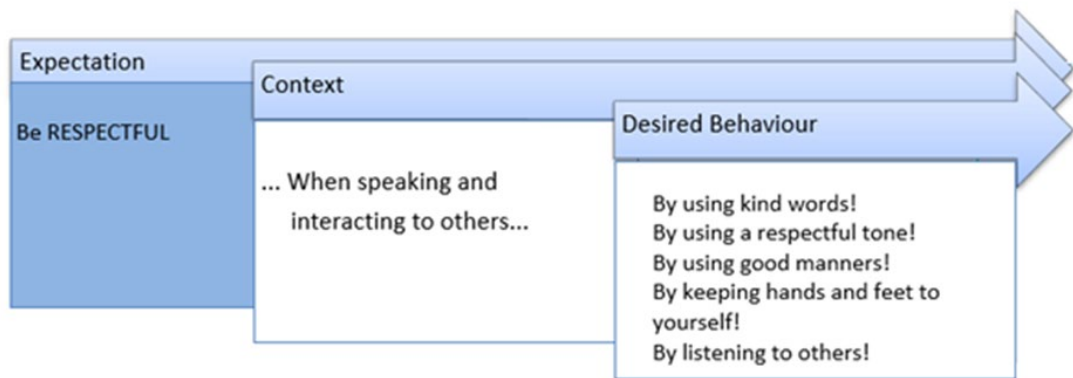 Expectation
Be RESPECTFUL
Context
... When speaking and
interacting to others...
Desired Behaviour
By using kind words!
By using a respectful tone!
By using good manners!
By keeping hands and feet to
yourself!
By listening to others!